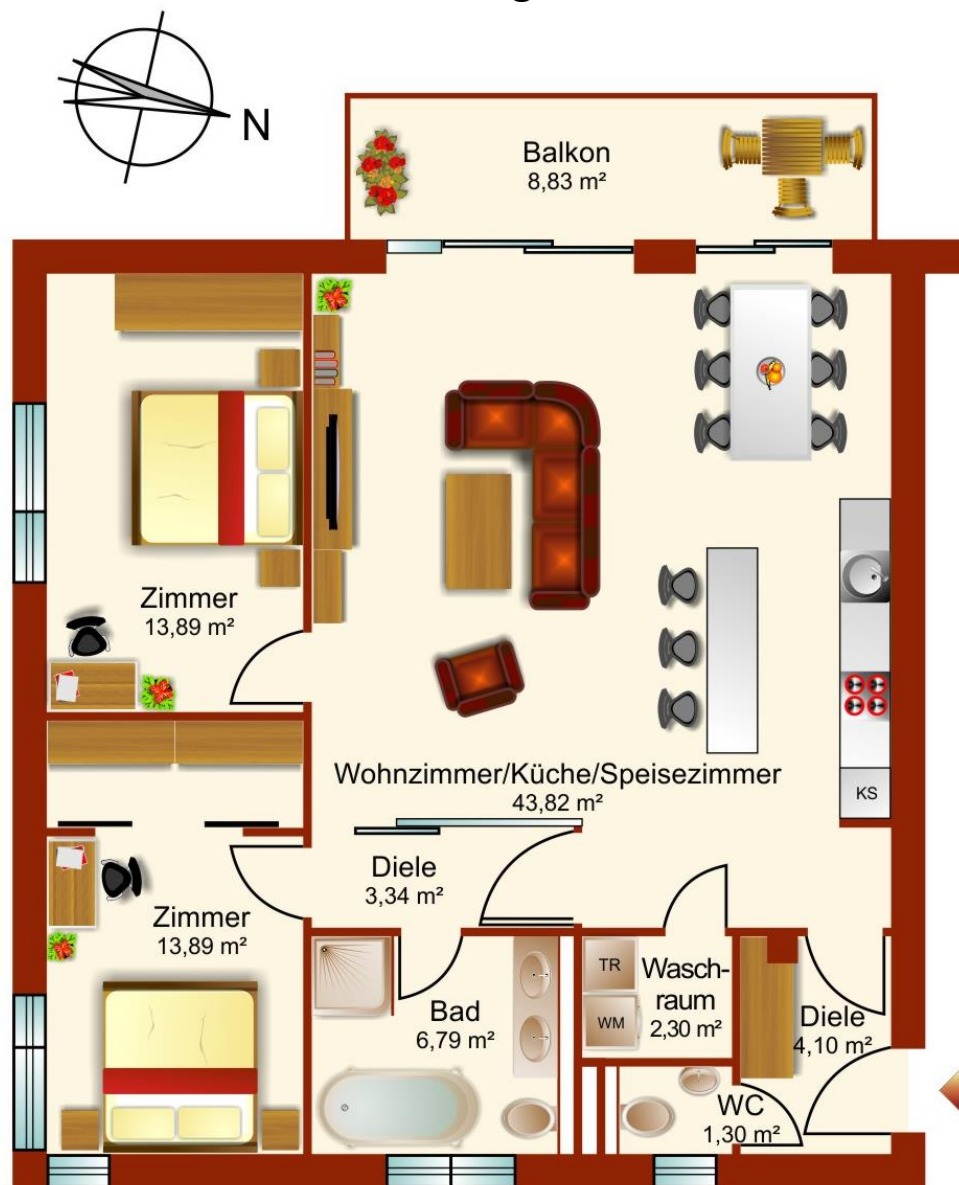 N
Balkon
8,83 m²
Zimmer
13,89 m²
Wohnzimmer/Küche/Speisezimmer
43,82 m²
KS
Diele
3,34 m²
Zimmer
13,89 m²
TR
WM
Wasch-
raum
2,30 m²
Bad
6,79 m²
Diele
4,10 m²
WC
1,30 m²